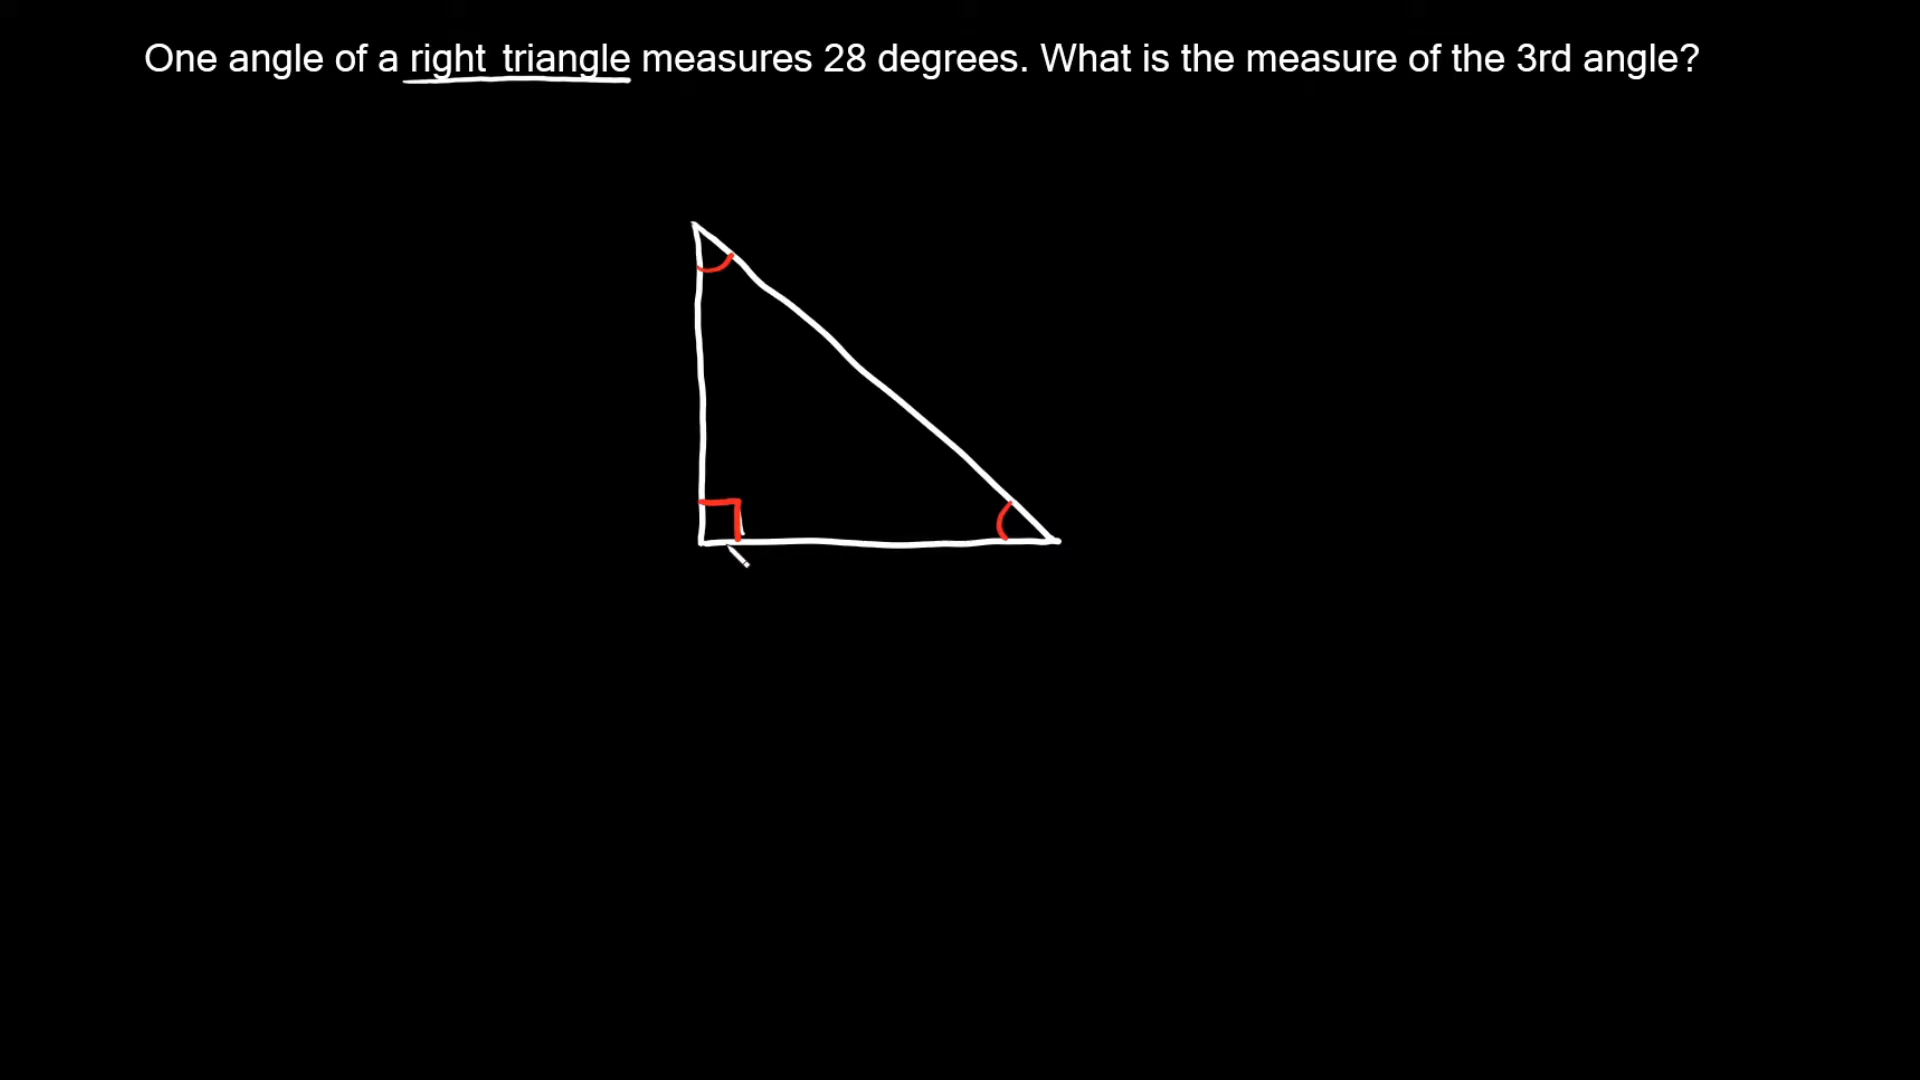 One angle of a right triangle measures 28 degrees. What is the measure of the 3rd angle?